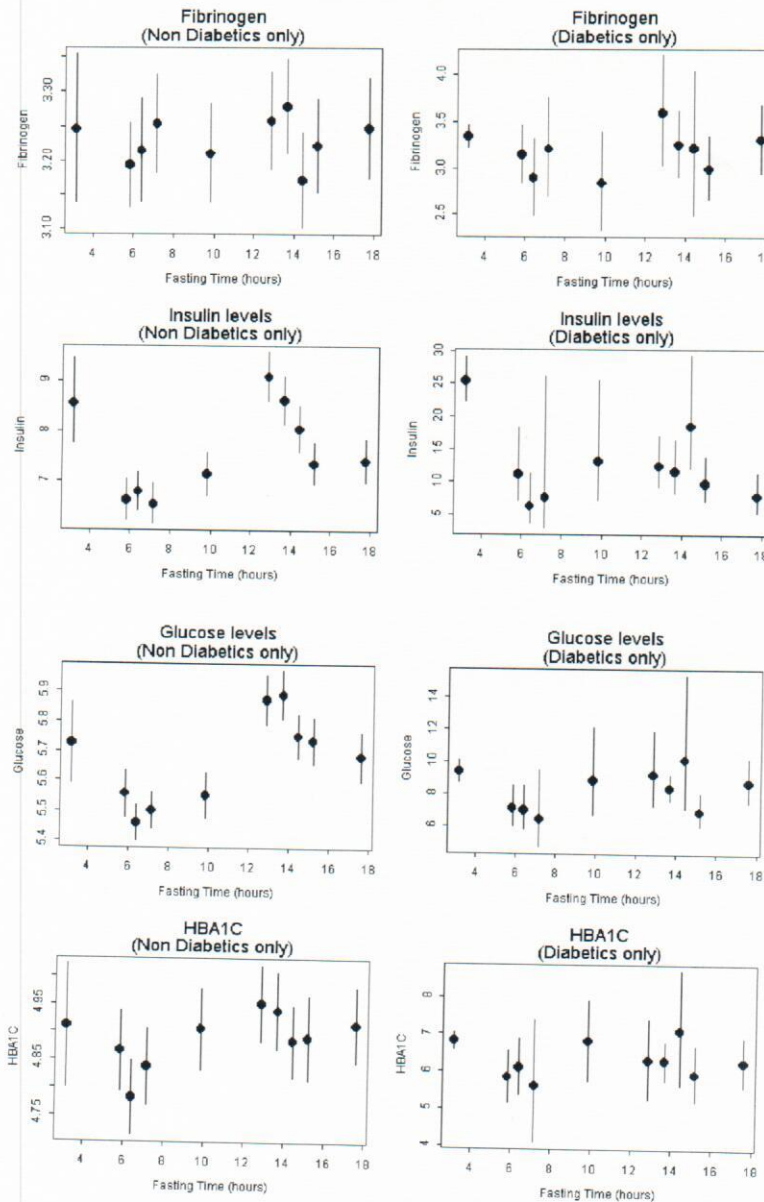 Fibrinogen
(Non Diabetics only)
Fibrinogen
3.30
3.20
3.10
4 6 8 10 12 14 16 18
Fasting Time (hours)
Fibrinogen
(Diabetics only)
Fibrinogen
4.0
3.5
3.0
2.5
4 6 8 10 12 14 16 18
Fasting Time (hours)
Insulin levels
(Non Diabetics only)
Insulin
9
8
7
4 6 8 10 12 14 16 18
Fasting Time (hours)
Insulin levels
(Diabetics only)
Insulin
30
25
20
15
10
5
4 6 8 10 12 14 16 18
Fasting Time (hours)
Glucose levels
(Non Diabetics only)
Glucose
5.9
5.8
5.7
5.6
5.5
5.4
4 6 8 10 12 14 16 18
Fasting Time (hours)
Glucose levels
(Diabetics only)
Glucose
14
12
10
8
6
4 6 8 10 12 14 16 18
Fasting Time (hours)
HBA1C
(Non Diabetics only)
HBA1C
4.95
4.85
4.75
4 6 8 10 12 14 16 18
Fasting Time (hours)
HBA1C
(Diabetics only)
HBA1C
8
7
6
5
4
4 6 8 10 12 14 16 18
Fasting Time (hours)